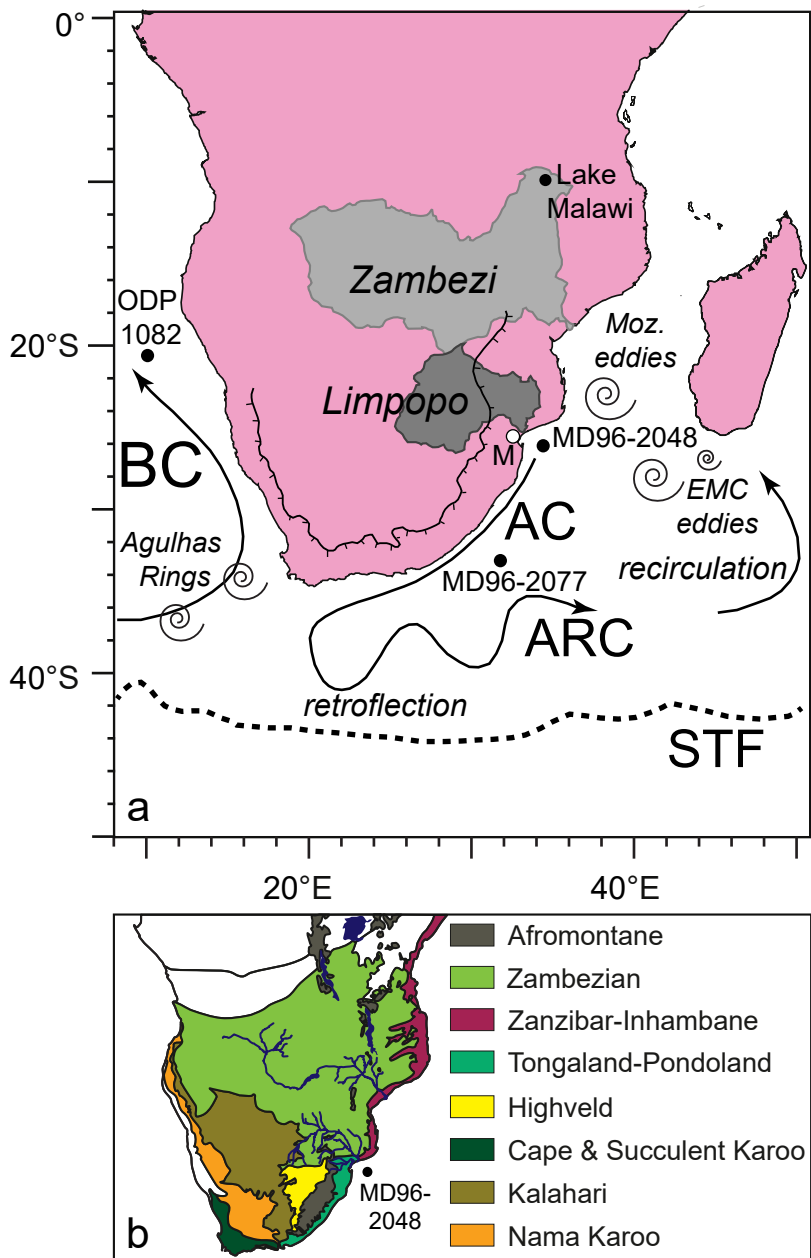 0°
Lake
Malawi
Zambezi
ODP
1082
Moz.
eddies
20°S
Limpopo
MD96-2048
M
BC
EMC
eddies
AC
Agulhas
Rings
MD96-2077
recirculation
ARC
40°S
retroflection
STF
a
20°E
40°E
Afromontane
Zambezian
Zanzibar-Inhambane
Tongaland-Pondoland
Highveld
Cape & Succulent Karoo
Kalahari
Nama Karoo
MD96-
2048
b